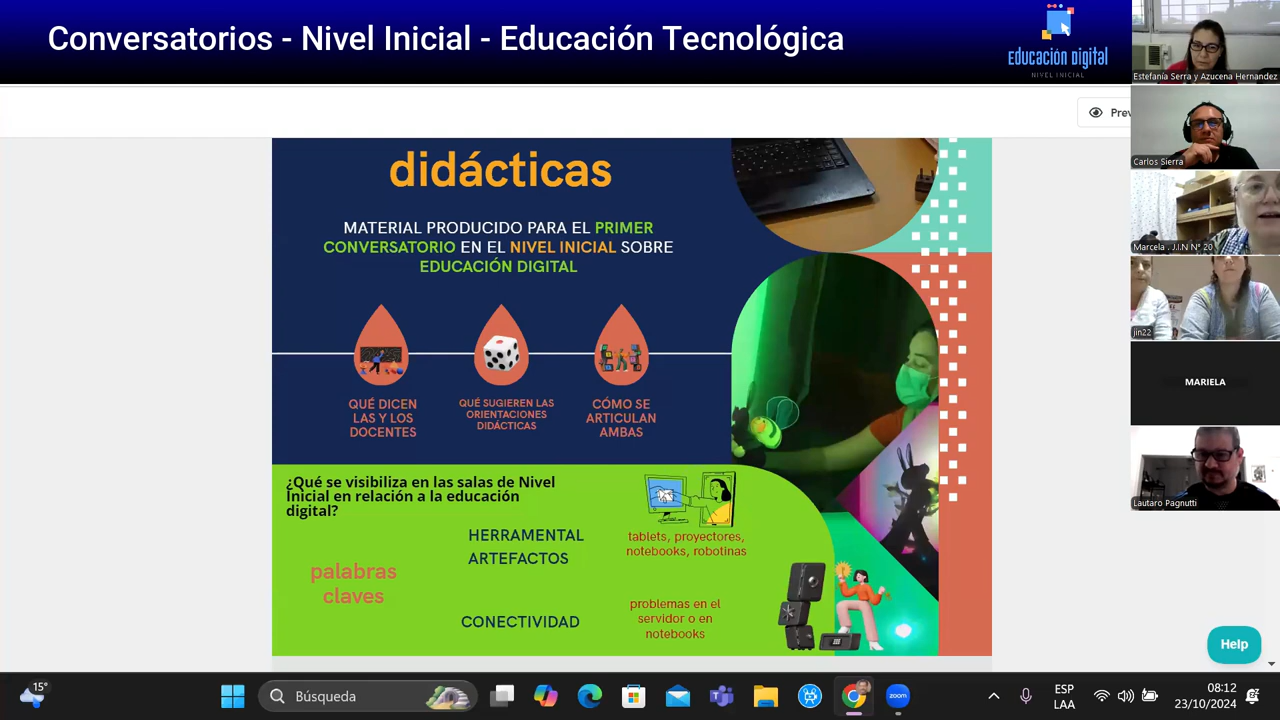 Conversatorios - Nivel Inicial - Educación Tecnológica
educación digital
NIVEL INICIAL
Estefanía Serra y Azucena Hernandez
Prev
Carlos Sierra
didácticas
MATERIAL PRODUCIDO PARA EL PRIMER
CONVERSATORIO EN EL NIVEL INICIAL SOBRE
EDUCACIÓN DIGITAL
Marcela . J.I.N N° 20
jin22
MARIELA
QUÉ DICEN
LAS Y LOS
DOCENTES
QUÉ SUGIEREN LAS
ORIENTACIONES
DIDÁCTICAS
CÓMO SE
ARTICULAN
AMBAS
Lautaro Pagnutti
¿Qué se visibiliza en las salas de Nivel
Inicial en relación a la educación
digital?
HERRAMENTAL
ARTEFACTOS
tablets, proyectores,
notebooks, robotinas
palabras
claves
CONECTIVIDAD
problemas en el
servidor o en
notebooks
Help
15°
Búsqueda
zoom
ESP
LAA
08:12
23/10/2024